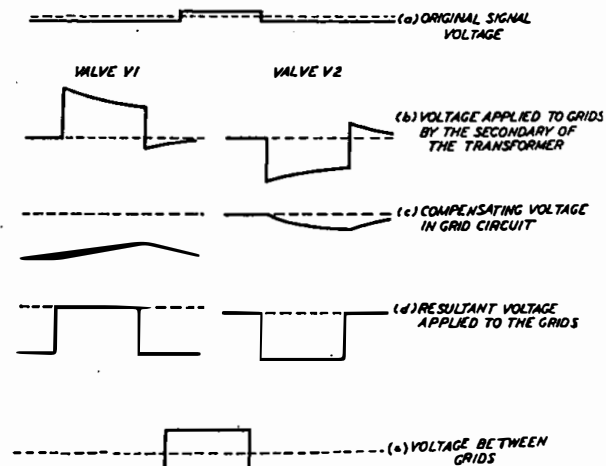 (a) ORIGINAL SIGNAL
VOLTAGE
VALVE V1
VALVE V2
(b) VOLTAGE APPLIED TO GRIDS
BY THE SECONDARY OF
THE TRANSFORMER
(c) COMPENSATING VOLTAGE
IN GRID CIRCUIT
(d) RESULTANT VOLTAGE
APPLIED TO THE GRIDS
(e) VOLTAGE BETWEEN
GRIDS